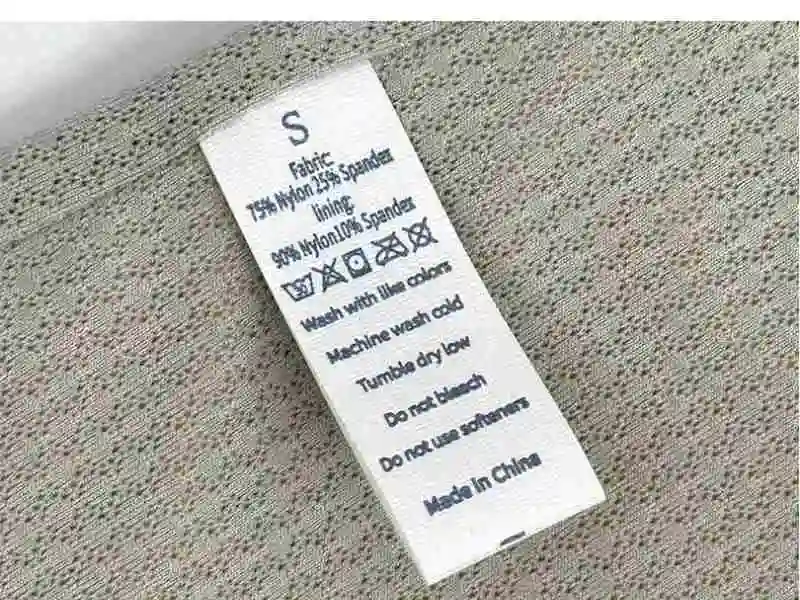 S
Fabric:
75% Nylon 25% Spandex
lining:
90% Nylon10% Spandex
30
Wash with like colors
Machine wash cold
Tumble dry low
Do not bleach
Do not use softeners
Made in China